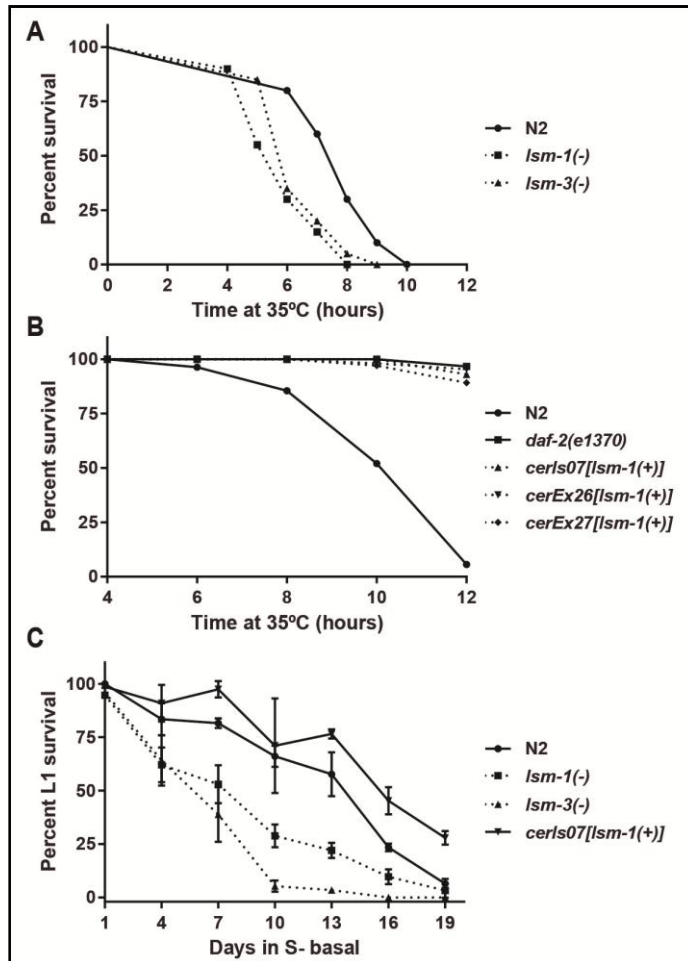 A
Percent survival
100
75
50
25
0
0 2 4 6 8 10 12
Time at 35ºC (hours)
N2
lsm-1(-)
lsm-3(-)
B
Percent survival
100
75
50
25
0
4 6 8 10 12
Time at 35ºC (hours)
N2
daf-2(e1370)
cerIs07[lsm-1(+)]
cerEx26[lsm-1(+)]
cerEx27[lsm-1(+)]
C
Percent L1 survival
100
75
50
25
0
1 4 7 10 13 16 19
Days in S- basal
N2
lsm-1(-)
lsm-3(-)
cerIs07[lsm-1(+)]